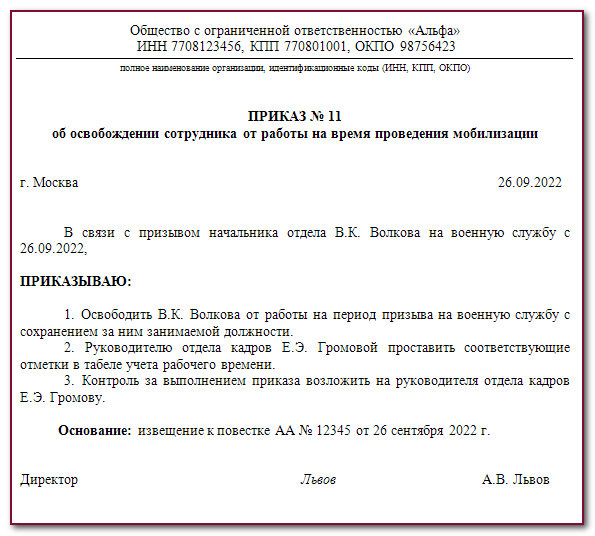 Общество с ограниченной ответственностью «Альфа»
ИНН 7708123456, КПП 770801001, ОКПО 98756423
полное наименование организации, идентификационные коды (ИНН, КПП, ОКПО)
ПРИКАЗ № 11
об освобождении сотрудника от работы на время проведения мобилизации
г. Москва 26.09.2022
В связи с призывом начальника отдела В.К. Волкова на военную службу с
26.09.2022,
ПРИКАЗЫВАЮ:
1. Освободить В.К. Волкова от работы на период призыва на военную службу с
сохранением за ним занимаемой должности.
2. Руководителю отдела кадров Е.Э. Громовой проставить соответствующие
отметки в табеле учета рабочего времени.
3. Контроль за выполнением приказа возложить на руководителя отдела кадров
Е.Э. Громову.
Основание: извещение к повестке АА № 12345 от 26 сентября 2022 г.
Директор Львов А.В. Львов